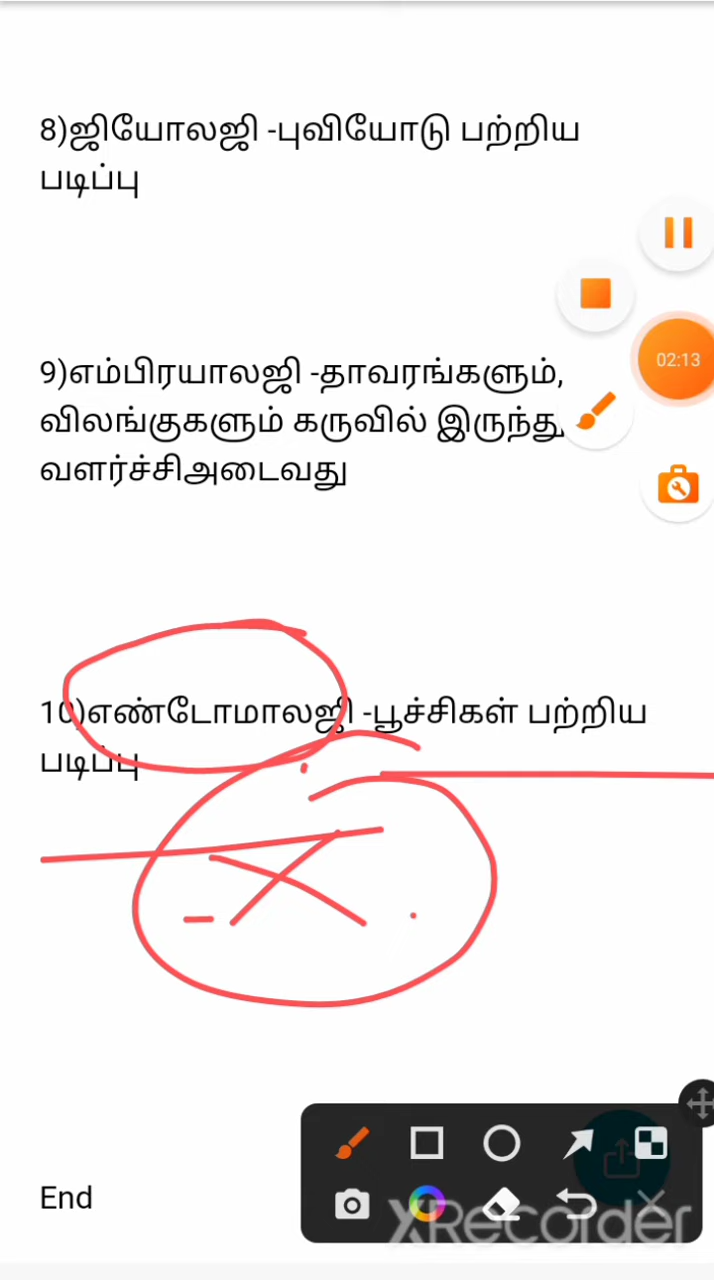 8)ஜியோலஜி -புவியோடு பற்றிய
படிப்பு
02:13
9)எம்பிரயாலஜி -தாவரங்களும்,
விலங்குகளும் கருவில் இருந்து
வளர்ச்சிஅடைவது
10)எண்டோமாலஜி -பூச்சிகள் பற்றிய
படிப்பு
End
XRecorder